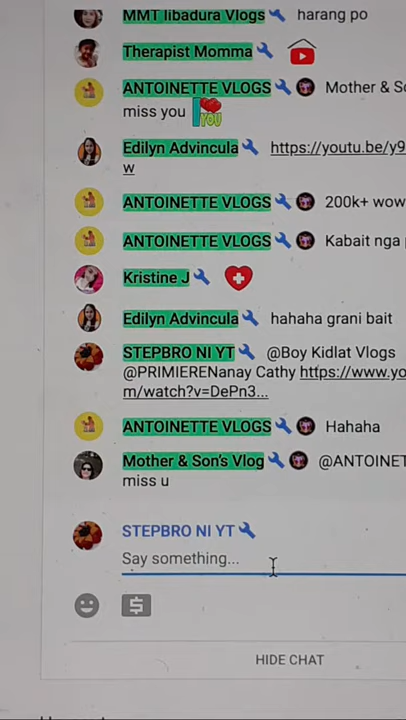 MMT libadura Vlogs harang po
Therapist Momma
ANTOINETTE VLOGS Mother & So
miss you YOU
Edilyn Advincula https://youtu.be/y9
w
ANTOINETTE VLOGS 200k+ wow
ANTOINETTE VLOGS Kabait nga
Kristine J
Edilyn Advincula hahaha grani bait
STEPBRO NI YT @Boy Kidlat Vlogs
@PRIMIERENanay Cathy https://www.yo
m/watch?v=DePn3...
ANTOINETTE VLOGS Hahaha
Mother & Son's Vlog @ANTOINET
miss u
STEPBRO NI YT
Say something...
HIDE CHAT